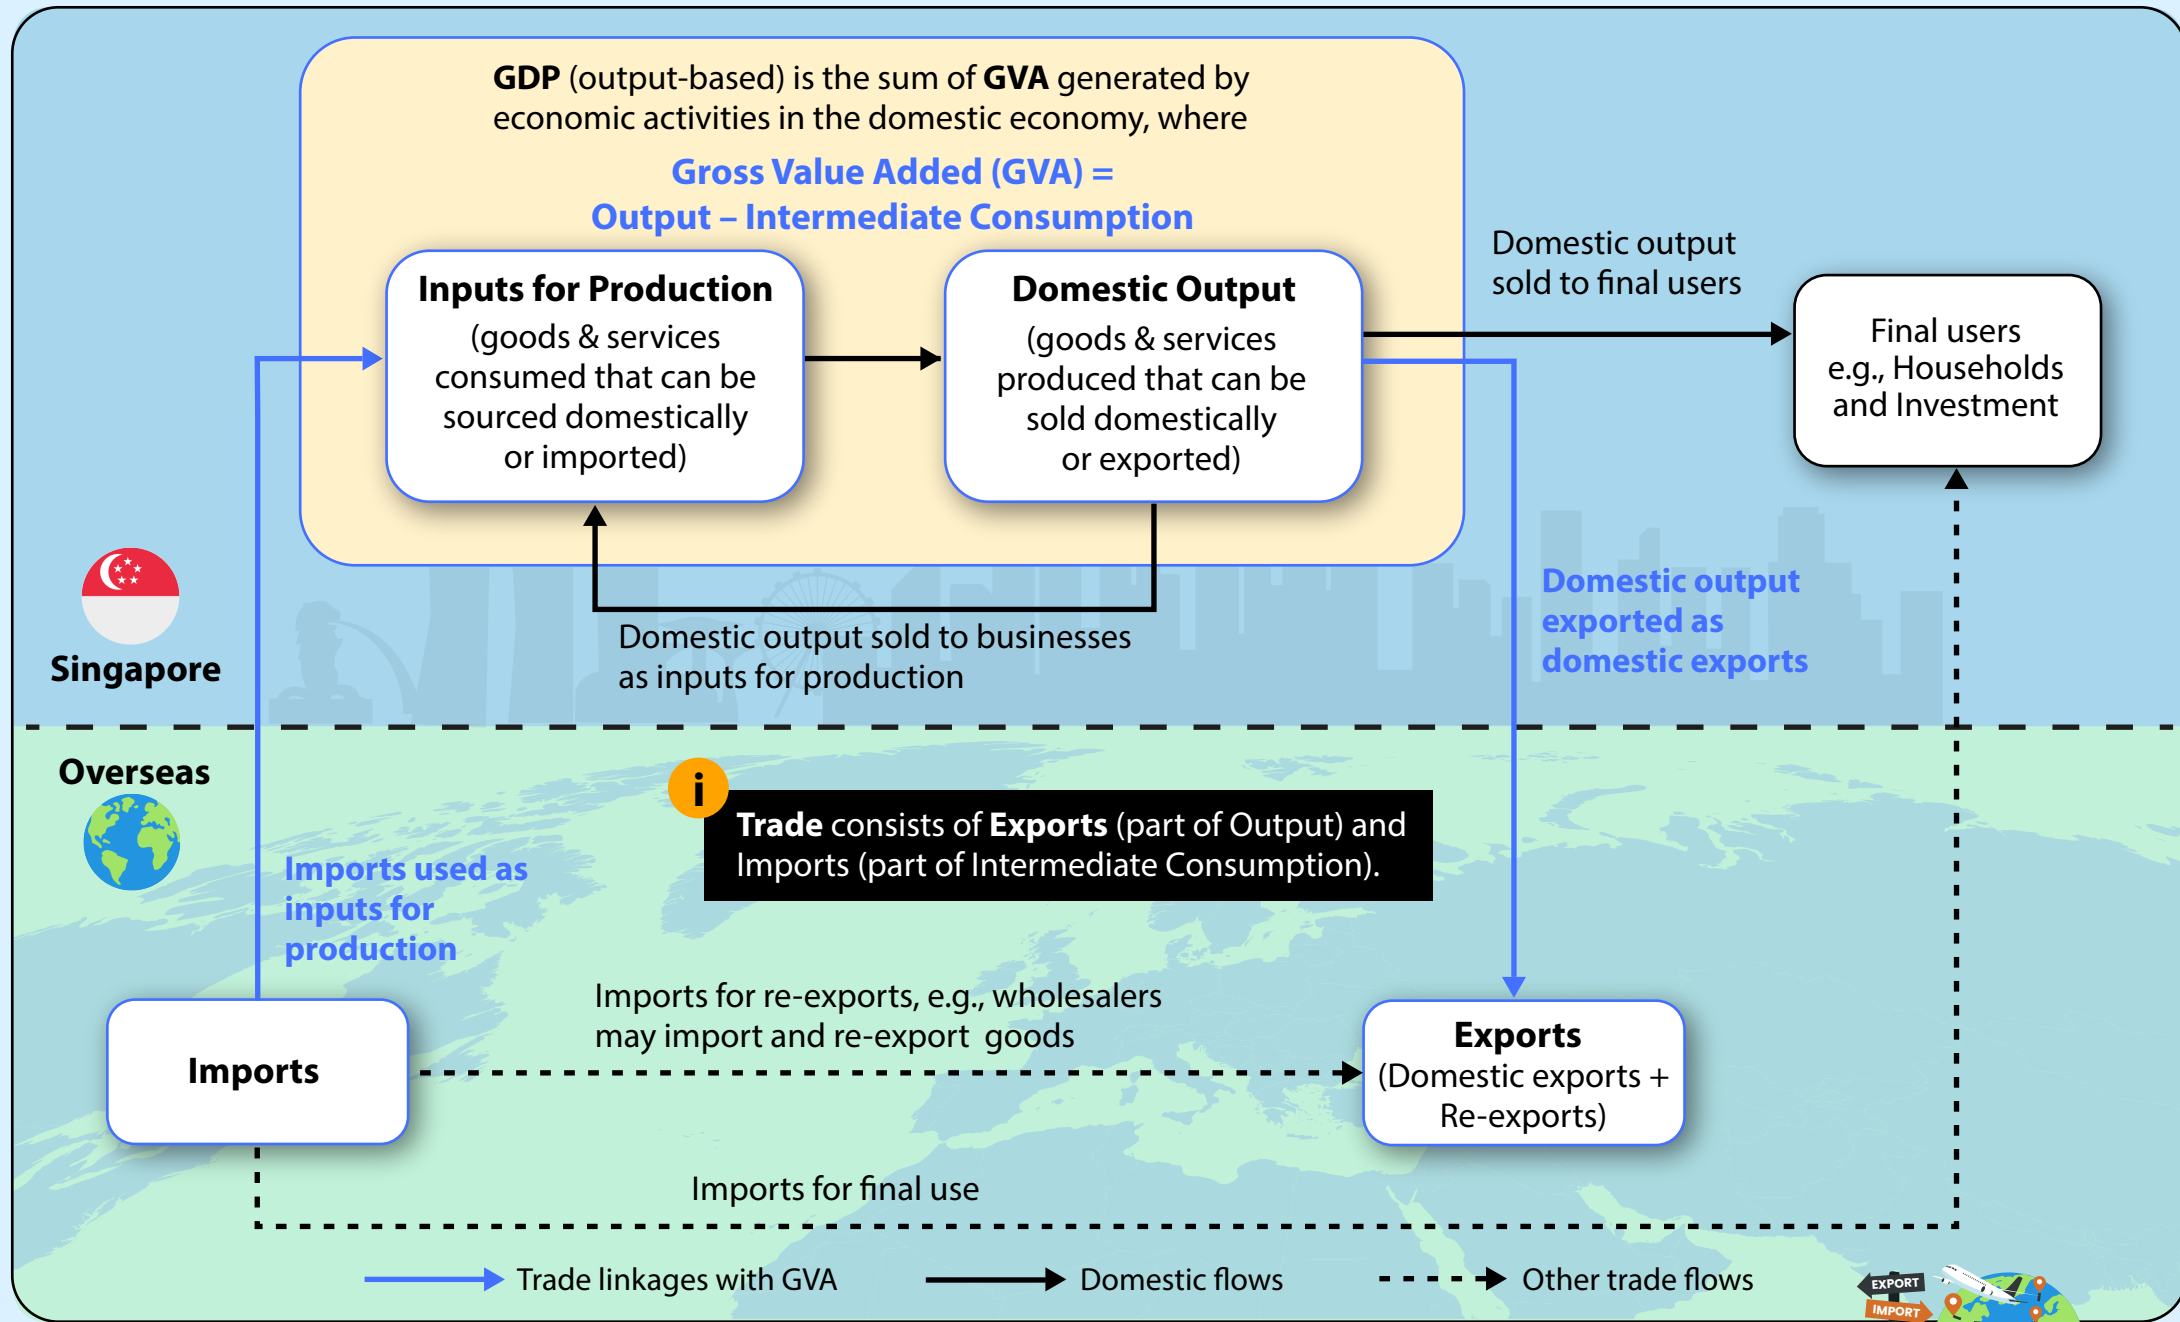 GDP (output-based) is the sum of GVA generated by
economic activities in the domestic economy, where
Gross Value Added (GVA) =
Output – Intermediate Consumption
Inputs for Production
(goods & services
consumed that can be
sourced domestically
or imported)
Domestic Output
(goods & services
produced that can be
sold domestically
or exported)
Domestic output
sold to final users
Final users
e.g., Households
and Investment
Domestic output sold to businesses
as inputs for production
Domestic output
exported as
domestic exports
Singapore
Overseas
i
Trade consists of Exports (part of Output) and
Imports (part of Intermediate Consumption).
Imports used as
inputs for
production
Imports for re-exports, e.g., wholesalers
may import and re-export goods
Imports
Exports
(Domestic exports +
Re-exports)
Imports for final use
Trade linkages with GVA
Domestic flows
Other trade flows
EXPORT
IMPORT